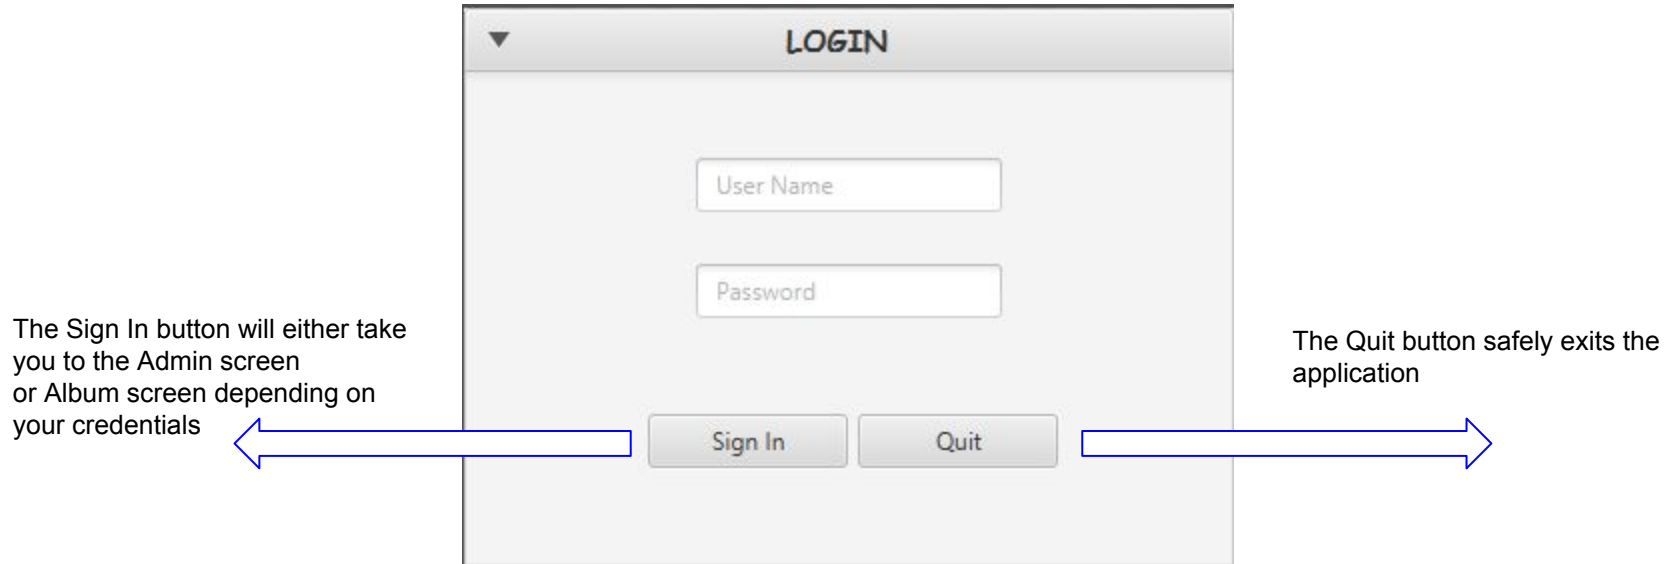 LOGIN
User Name
Password
The Sign In button will either take
you to the Admin screen
or Album screen depending on
your credentials
The Quit button safely exits the
application
Sign In
Quit